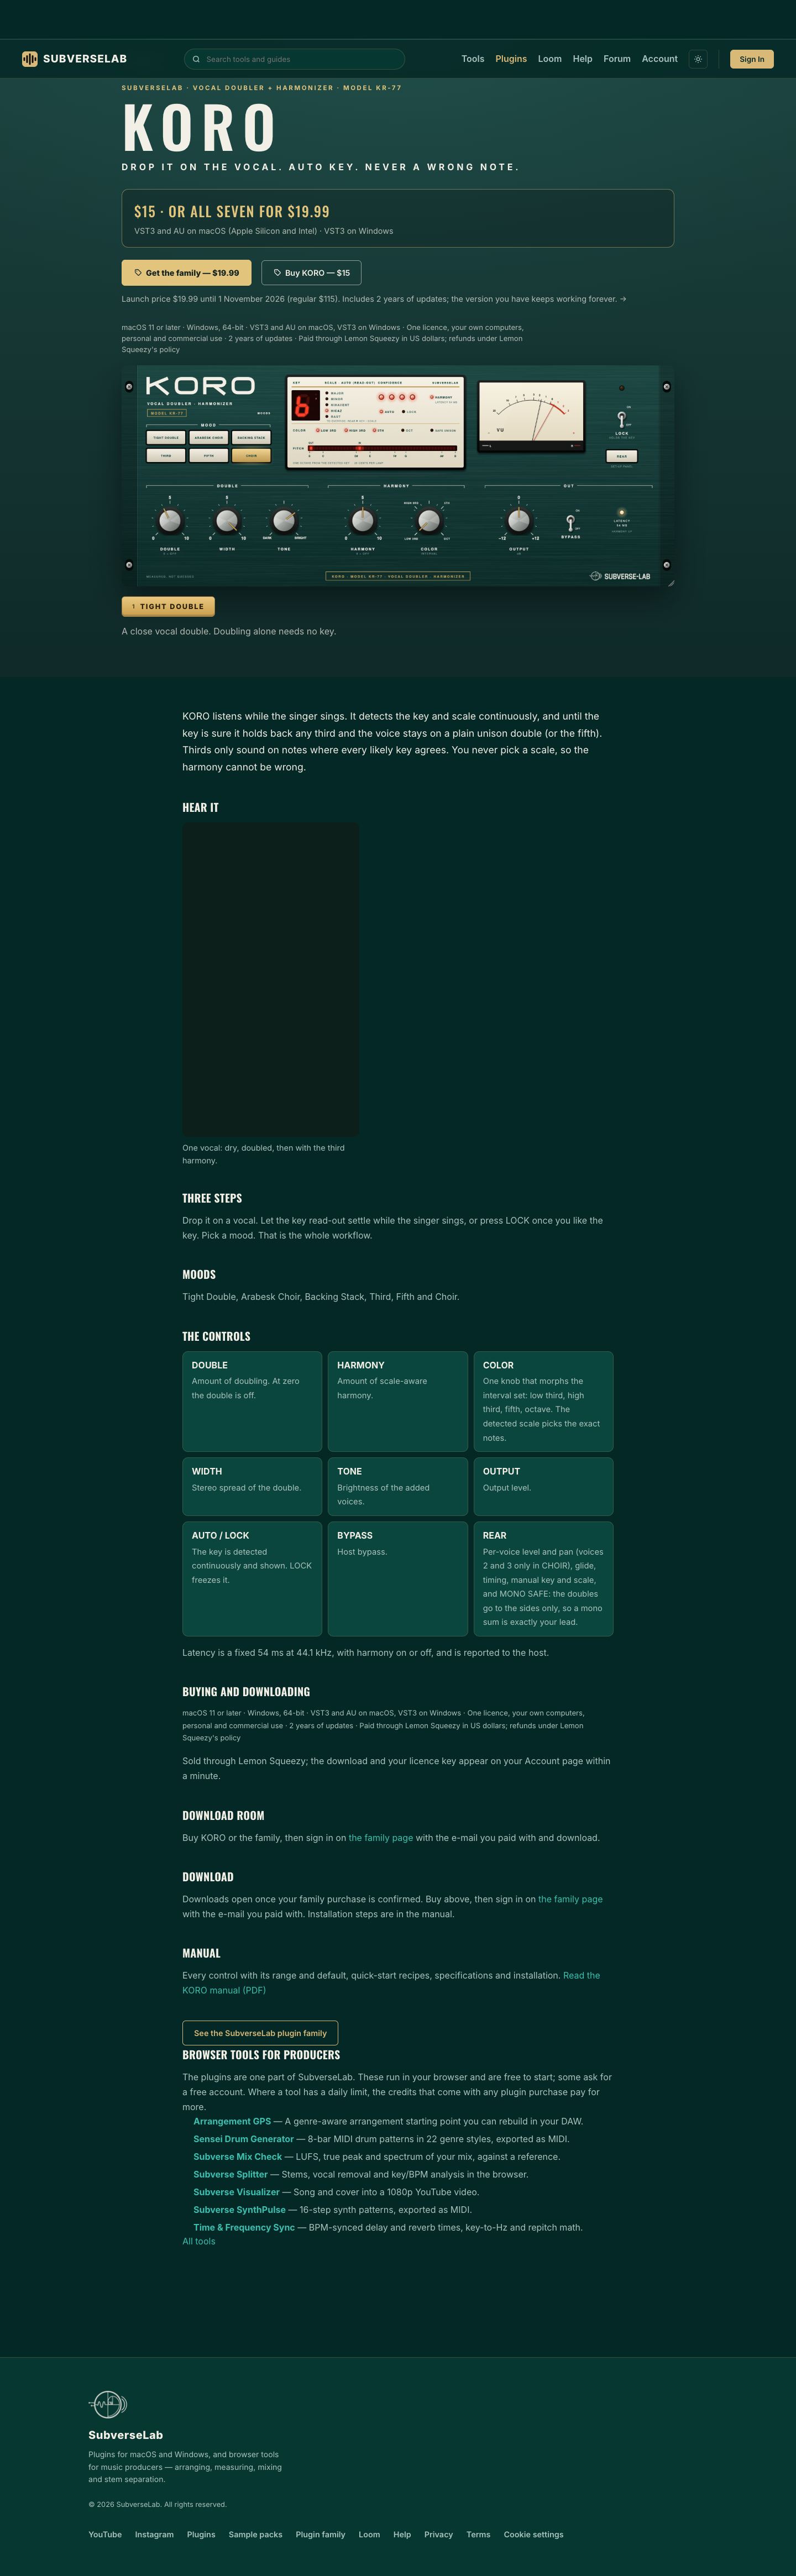 SUBVERSELAB
Search tools and guides
Tools Plugins Loom Help Forum Account
Sign In
SUBVERSELAB · VOCAL DOUBLER + HARMONIZER · MODEL KR-77
KORO
DROP IT ON THE VOCAL. AUTO KEY. NEVER A WRONG NOTE.
$15 · OR ALL SEVEN FOR $19.99
VST3 and AU on macOS (Apple Silicon and Intel) · VST3 on Windows
Get the family — $19.99
Buy KORO — $15
Launch price $19.99 until 1 November 2026 (regular $115). Includes 2 years of updates; the version you have keeps working forever. →
macOS 11 or later · Windows, 64-bit · VST3 and AU on macOS, VST3 on Windows · One licence, your own computers,
personal and commercial use · 2 years of updates · Paid through Lemon Squeezy in US dollars; refunds under Lemon
Squeezy's policy
KORO
VOCAL DOUBLER · HARMONIZER
MODEL KR-77
MOOD
TIGHT DOUBLE ARABESK CHOIR BACKING STACK
THIRD FIFTH CHOIR
KEY
MAJOR
MINOR
HICAZ
COLOR
VU
LOCK
REAR
DOUBLE HARMONY OUT
0 10 0 10 DARK BRIGHT 0 10 -12 +12
DOUBLE WIDTH TONE HARMONY COLOR OUTPUT BYPASS LATENCY
KORO · MODEL KR-77 · VOCAL DOUBLER · HARMONIZER
SUBVERSE-LAB
1 TIGHT DOUBLE
A close vocal double. Doubling alone needs no key.
KORO listens while the singer sings. It detects the key and scale continuously, and until the
key is sure it holds back any third and the voice stays on a plain unison double (or the fifth).
Thirds only sound on notes where every likely key agrees. You never pick a scale, so the
harmony cannot be wrong.
HEAR IT
One vocal: dry, doubled, then with the third
harmony.
THREE STEPS
Drop it on a vocal. Let the key read-out settle while the singer sings, or press LOCK once you like the
key. Pick a mood. That is the whole workflow.
MOODS
Tight Double, Arabesk Choir, Backing Stack, Third, Fifth and Choir.
THE CONTROLS
DOUBLE
Amount of doubling. At zero
the double is off.
HARMONY
Amount of scale-aware
harmony.
COLOR
One knob that morphs the
interval set: low third, high
third, fifth, octave. The
detected scale picks the exact
notes.
WIDTH
Stereo spread of the double.
TONE
Brightness of the added
voices.
OUTPUT
Output level.
AUTO / LOCK
The key is detected
continuously and shown. LOCK
freezes it.
BYPASS
Host bypass.
REAR
Per-voice level and pan (voices
2 and 3 only in CHOIR), glide,
timing, manual key and scale,
and MONO SAFE: the doubles
go to the sides only, so a mono
sum is exactly your lead.
Latency is a fixed 54 ms at 44.1 kHz, with harmony on or off, and is reported to the host.
BUYING AND DOWNLOADING
macOS 11 or later · Windows, 64-bit · VST3 and AU on macOS, VST3 on Windows · One licence, your own computers,
personal and commercial use · 2 years of updates · Paid through Lemon Squeezy in US dollars; refunds under Lemon
Squeezy's policy
Sold through Lemon Squeezy; the download and your licence key appear on your Account page within
a minute.
DOWNLOAD ROOM
Buy KORO or the family, then sign in on the family page with the e-mail you paid with and download.
DOWNLOAD
Downloads open once your family purchase is confirmed. Buy above, then sign in on the family page
with the e-mail you paid with. Installation steps are in the manual.
MANUAL
Every control with its range and default, quick-start recipes, specifications and installation. Read the
KORO manual (PDF)
See the SubverseLab plugin family
BROWSER TOOLS FOR PRODUCERS
The plugins are one part of SubverseLab. These run in your browser and are free to start; some ask for
a free account. Where a tool has a daily limit, the credits that come with any plugin purchase pay for
more.
Arrangement GPS — A genre-aware arrangement starting point you can rebuild in your DAW.
Sensei Drum Generator — 8-bar MIDI drum patterns in 22 genre styles, exported as MIDI.
Subverse Mix Check — LUFS, true peak and spectrum of your mix, against a reference.
Subverse Splitter — Stems, vocal removal and key/BPM analysis in the browser.
Subverse Visualizer — Song and cover into a 1080p YouTube video.
Subverse SynthPulse — 16-step synth patterns, exported as MIDI.
Time & Frequency Sync — BPM-synced delay and reverb times, key-to-Hz and repitch math.
All tools
SubverseLab
Plugins for macOS and Windows, and browser tools
for music producers — arranging, measuring, mixing
and stem separation.
© 2026 SubverseLab. All rights reserved.
YouTube Instagram Plugins Sample packs Plugin family Loom Help Privacy Terms Cookie settings